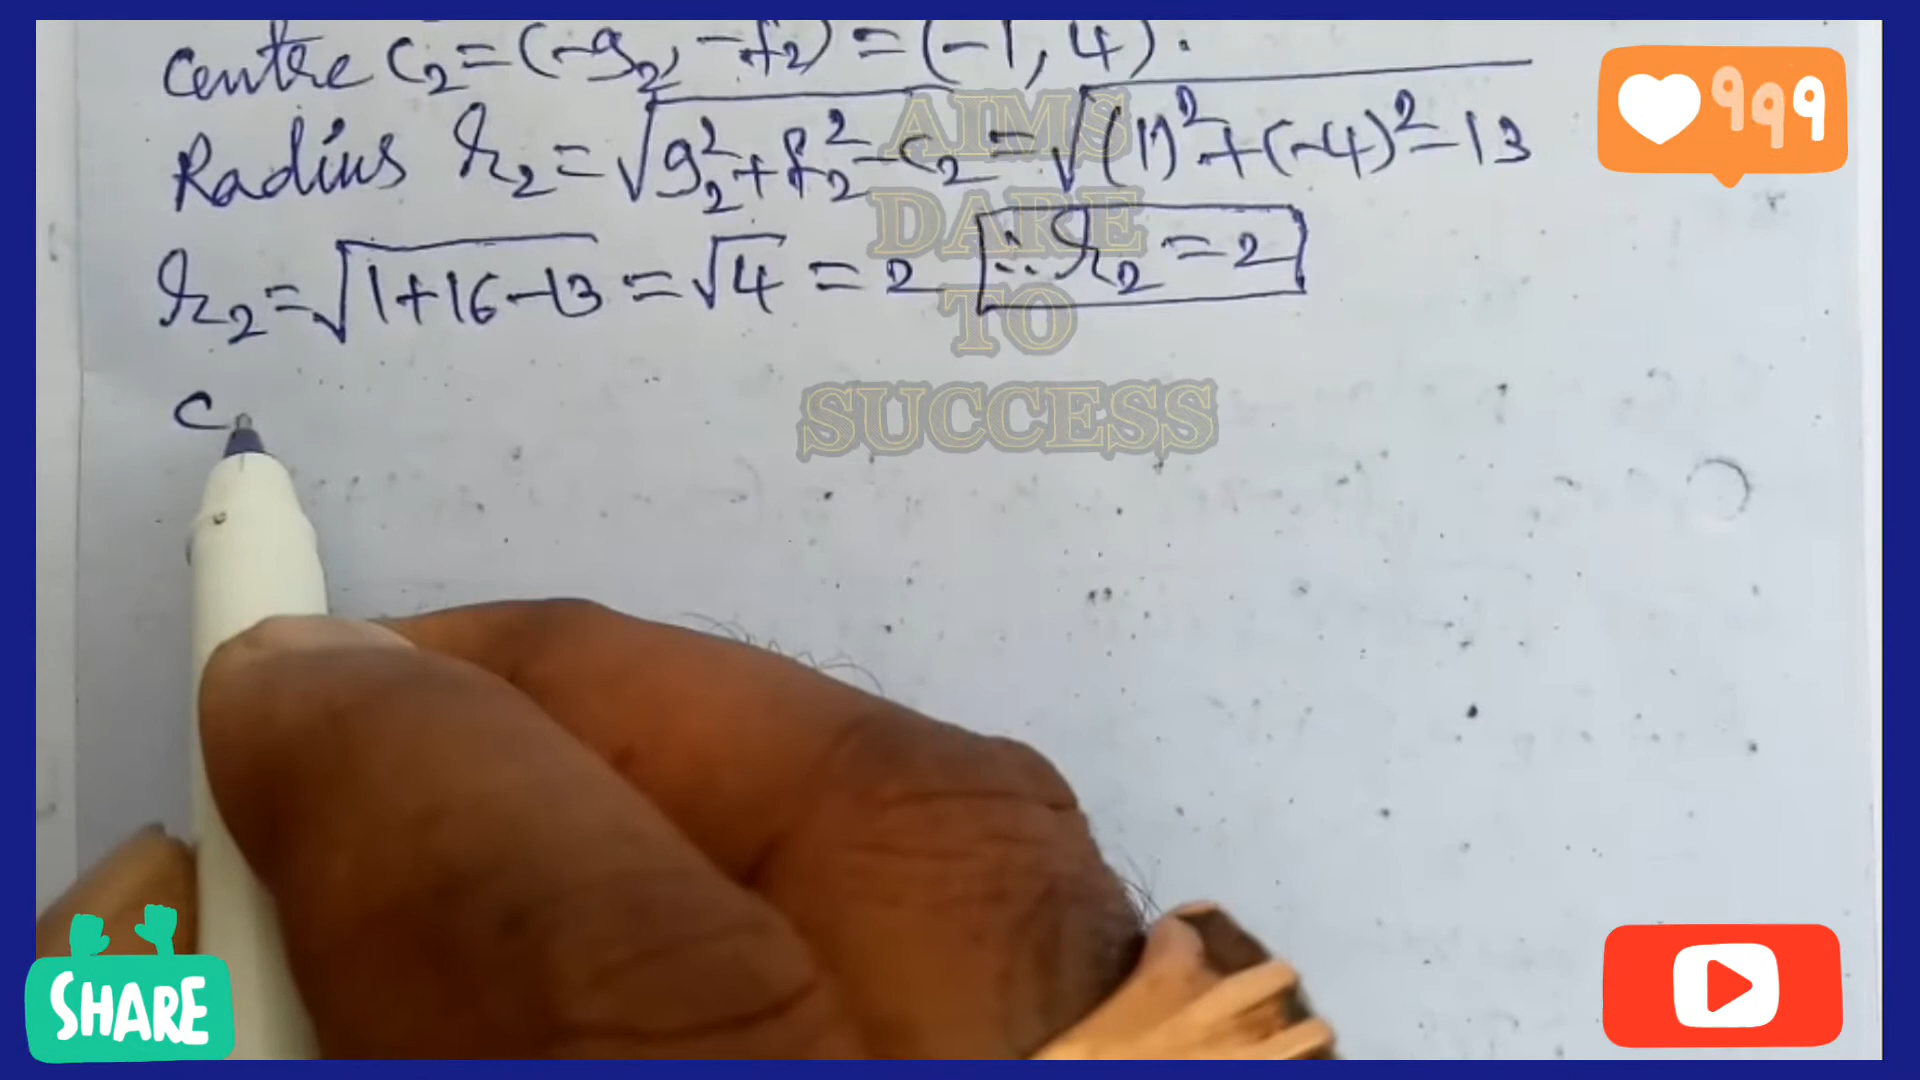 Centre C₂ = (-g₂, -f₂) = (-1, 4).
Radius r₂ = √(g₂² + f₂² - c₂) = √((1)² + (-4)² - 13
r₂ = √(1+16-13) = √4 = 2 ∴ r₂ = 2
C
AIMS
DARE
TO
SUCCESS
999
SHARE